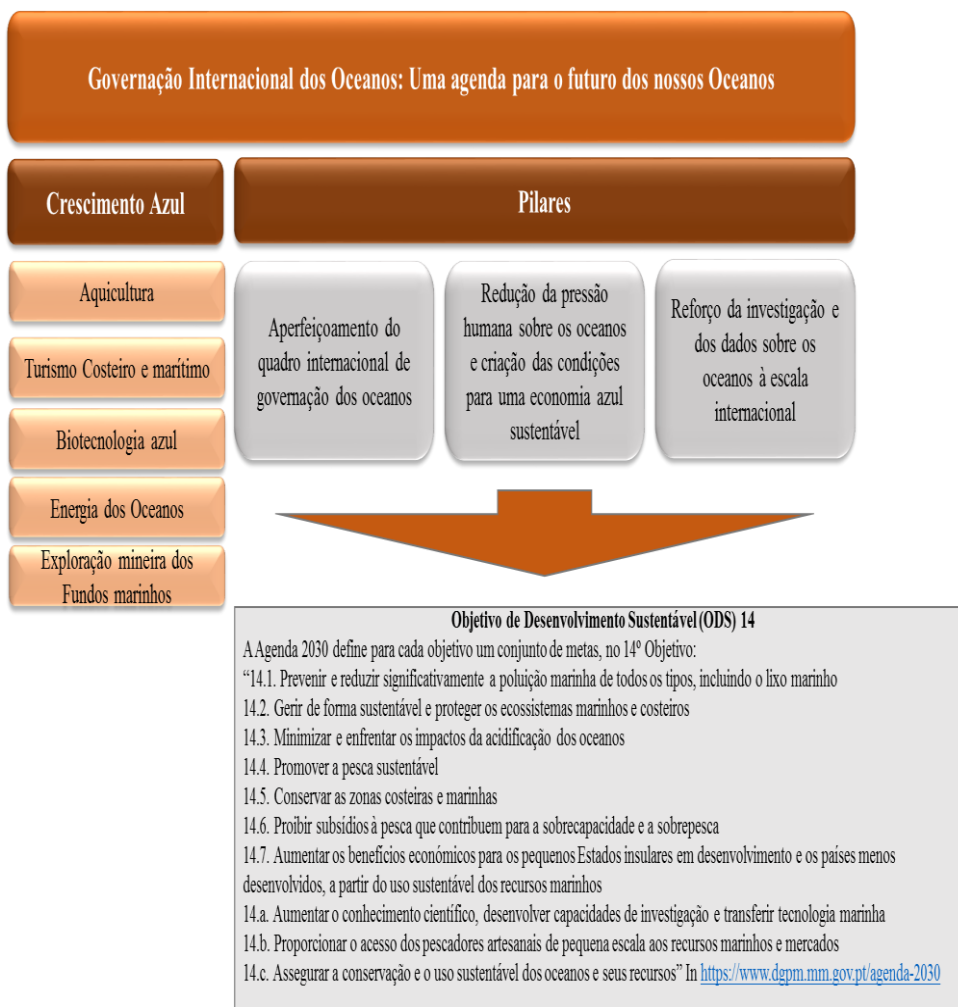 Governação Internacional dos Oceanos: Uma agenda para o futuro dos nossos Oceanos
Crescimento Azul
Pilares
Aquicultura
Turismo Costeiro e marítimo
Biotecnologia azul
Energia dos Oceanos
Exploração mineira dos
Fundos marinhos
Aperfeiçoamento do
quadro internacional de
governação dos oceanos
Redução da pressão
humana sobre os oceanos
e criação das condições
para uma economia azul
sustentável
Reforço da investigação e
dos dados sobre os
oceanos à escala
internacional
Objetivo de Desenvolvimento Sustentável (ODS) 14
A Agenda 2030 define para cada objetivo um conjunto de metas, no 14º Objetivo:
“14.1. Prevenir e reduzir significativamente a poluição marinha de todos os tipos, incluindo o lixo marinho
14.2. Gerir de forma sustentável e proteger os ecossistemas marinhos e costeiros
14.3. Minimizar e enfrentar os impactos da acidificação dos oceanos
14.4. Promover a pesca sustentável
14.5. Conservar as zonas costeiras e marinhas
14.6. Proibir subsídios à pesca que contribuem para a sobrecapacidade e a sobrepesca
14.7. Aumentar os benefícios económicos para os pequenos Estados insulares em desenvolvimento e os países menos
desenvolvidos, a partir do uso sustentável dos recursos marinhos
14.a. Aumentar o conhecimento científico, desenvolver capacidades de investigação e transferir tecnologia marinha
14.b. Proporcionar o acesso dos pescadores artesanais de pequena escala aos recursos marinhos e mercados
14.c. Assegurar a conservação e o uso sustentável dos oceanos e seus recursos” In https://www.dgpm.mm.gov.pt/agenda-2030